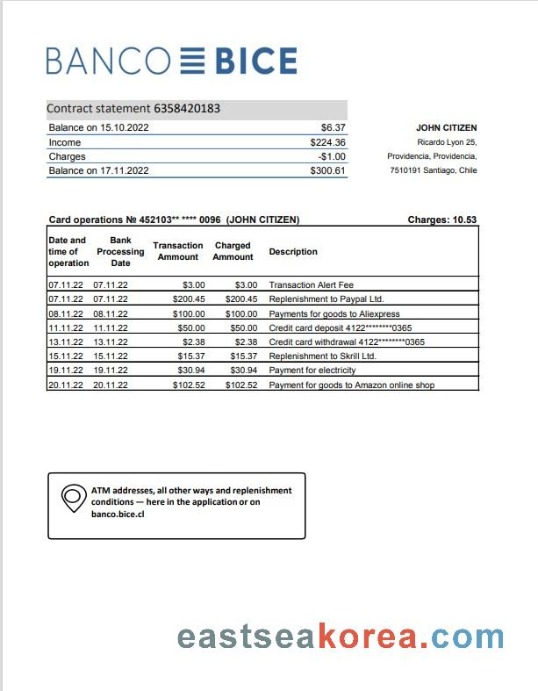 BANCO BICE
Contract statement 6358420183
Balance on 15.10.2022 $6.37
Income $224.36
Charges -$1.00
Balance on 17.11.2022 $300.61
JOHN CITIZEN
Ricardo Lyon 25,
Providencia, Providencia,
7510191 Santiago, Chile
Card operations № 452103** **** 0096 (JOHN CITIZEN) Charges: 10.53
Date and time of operation Bank Processing Date Transaction Ammount Charged Ammount Description
07.11.22 07.11.22 $3.00 $3.00 Transaction Alert Fee
07.11.22 07.11.22 $200.45 $200.45 Replenishment to Paypal Ltd.
08.11.22 08.11.22 $100.00 $100.00 Payments for goods to Aliexpress
11.11.22 11.11.22 $50.00 $50.00 Credit card deposit 4122********0365
13.11.22 13.11.22 $2.38 $2.38 Credit card withdrawal 4122********0365
15.11.22 15.11.22 $15.37 $15.37 Replenishment to Skrill Ltd.
19.11.22 19.11.22 $30.94 $30.94 Payment for electricity
20.11.22 20.11.22 $102.52 $102.52 Payment for goods to Amazon online shop
ATM addresses, all other ways and replenishment
conditions — here in the application or on
banco.bice.cl
eastseakorea.com